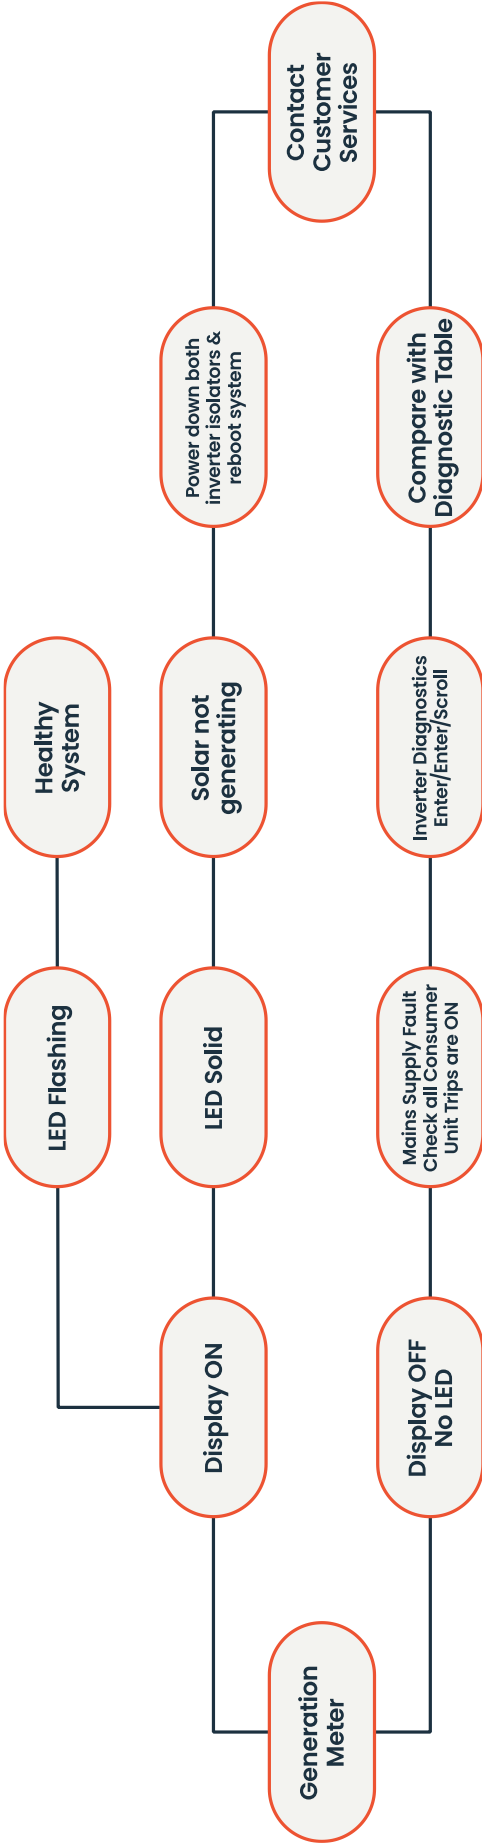 Generation
Meter
Display ON
LED Flashing
Healthy
System
LED Solid
Solar not
generating
Power down both
inverter isolators &
reboot system
Display OFF
No LED
Mains Supply Fault
Check all Consumer
Unit Trips are ON
Inverter Diagnostics
Enter/Enter/Scroll
Compare with
Diagnostic Table
Contact
Customer
Services